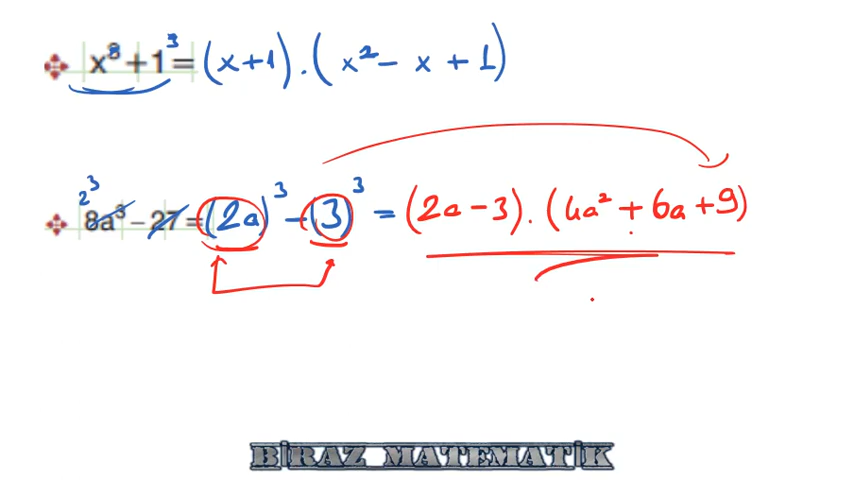 ❖ x³ + 1³ = (x+1).(x² - x + 1)
2³
❖ 8a³ - 27 = (2a)³ - (3)³ = (2a - 3).(4a² + 6a + 9)
BİRAZ MATEMATİK